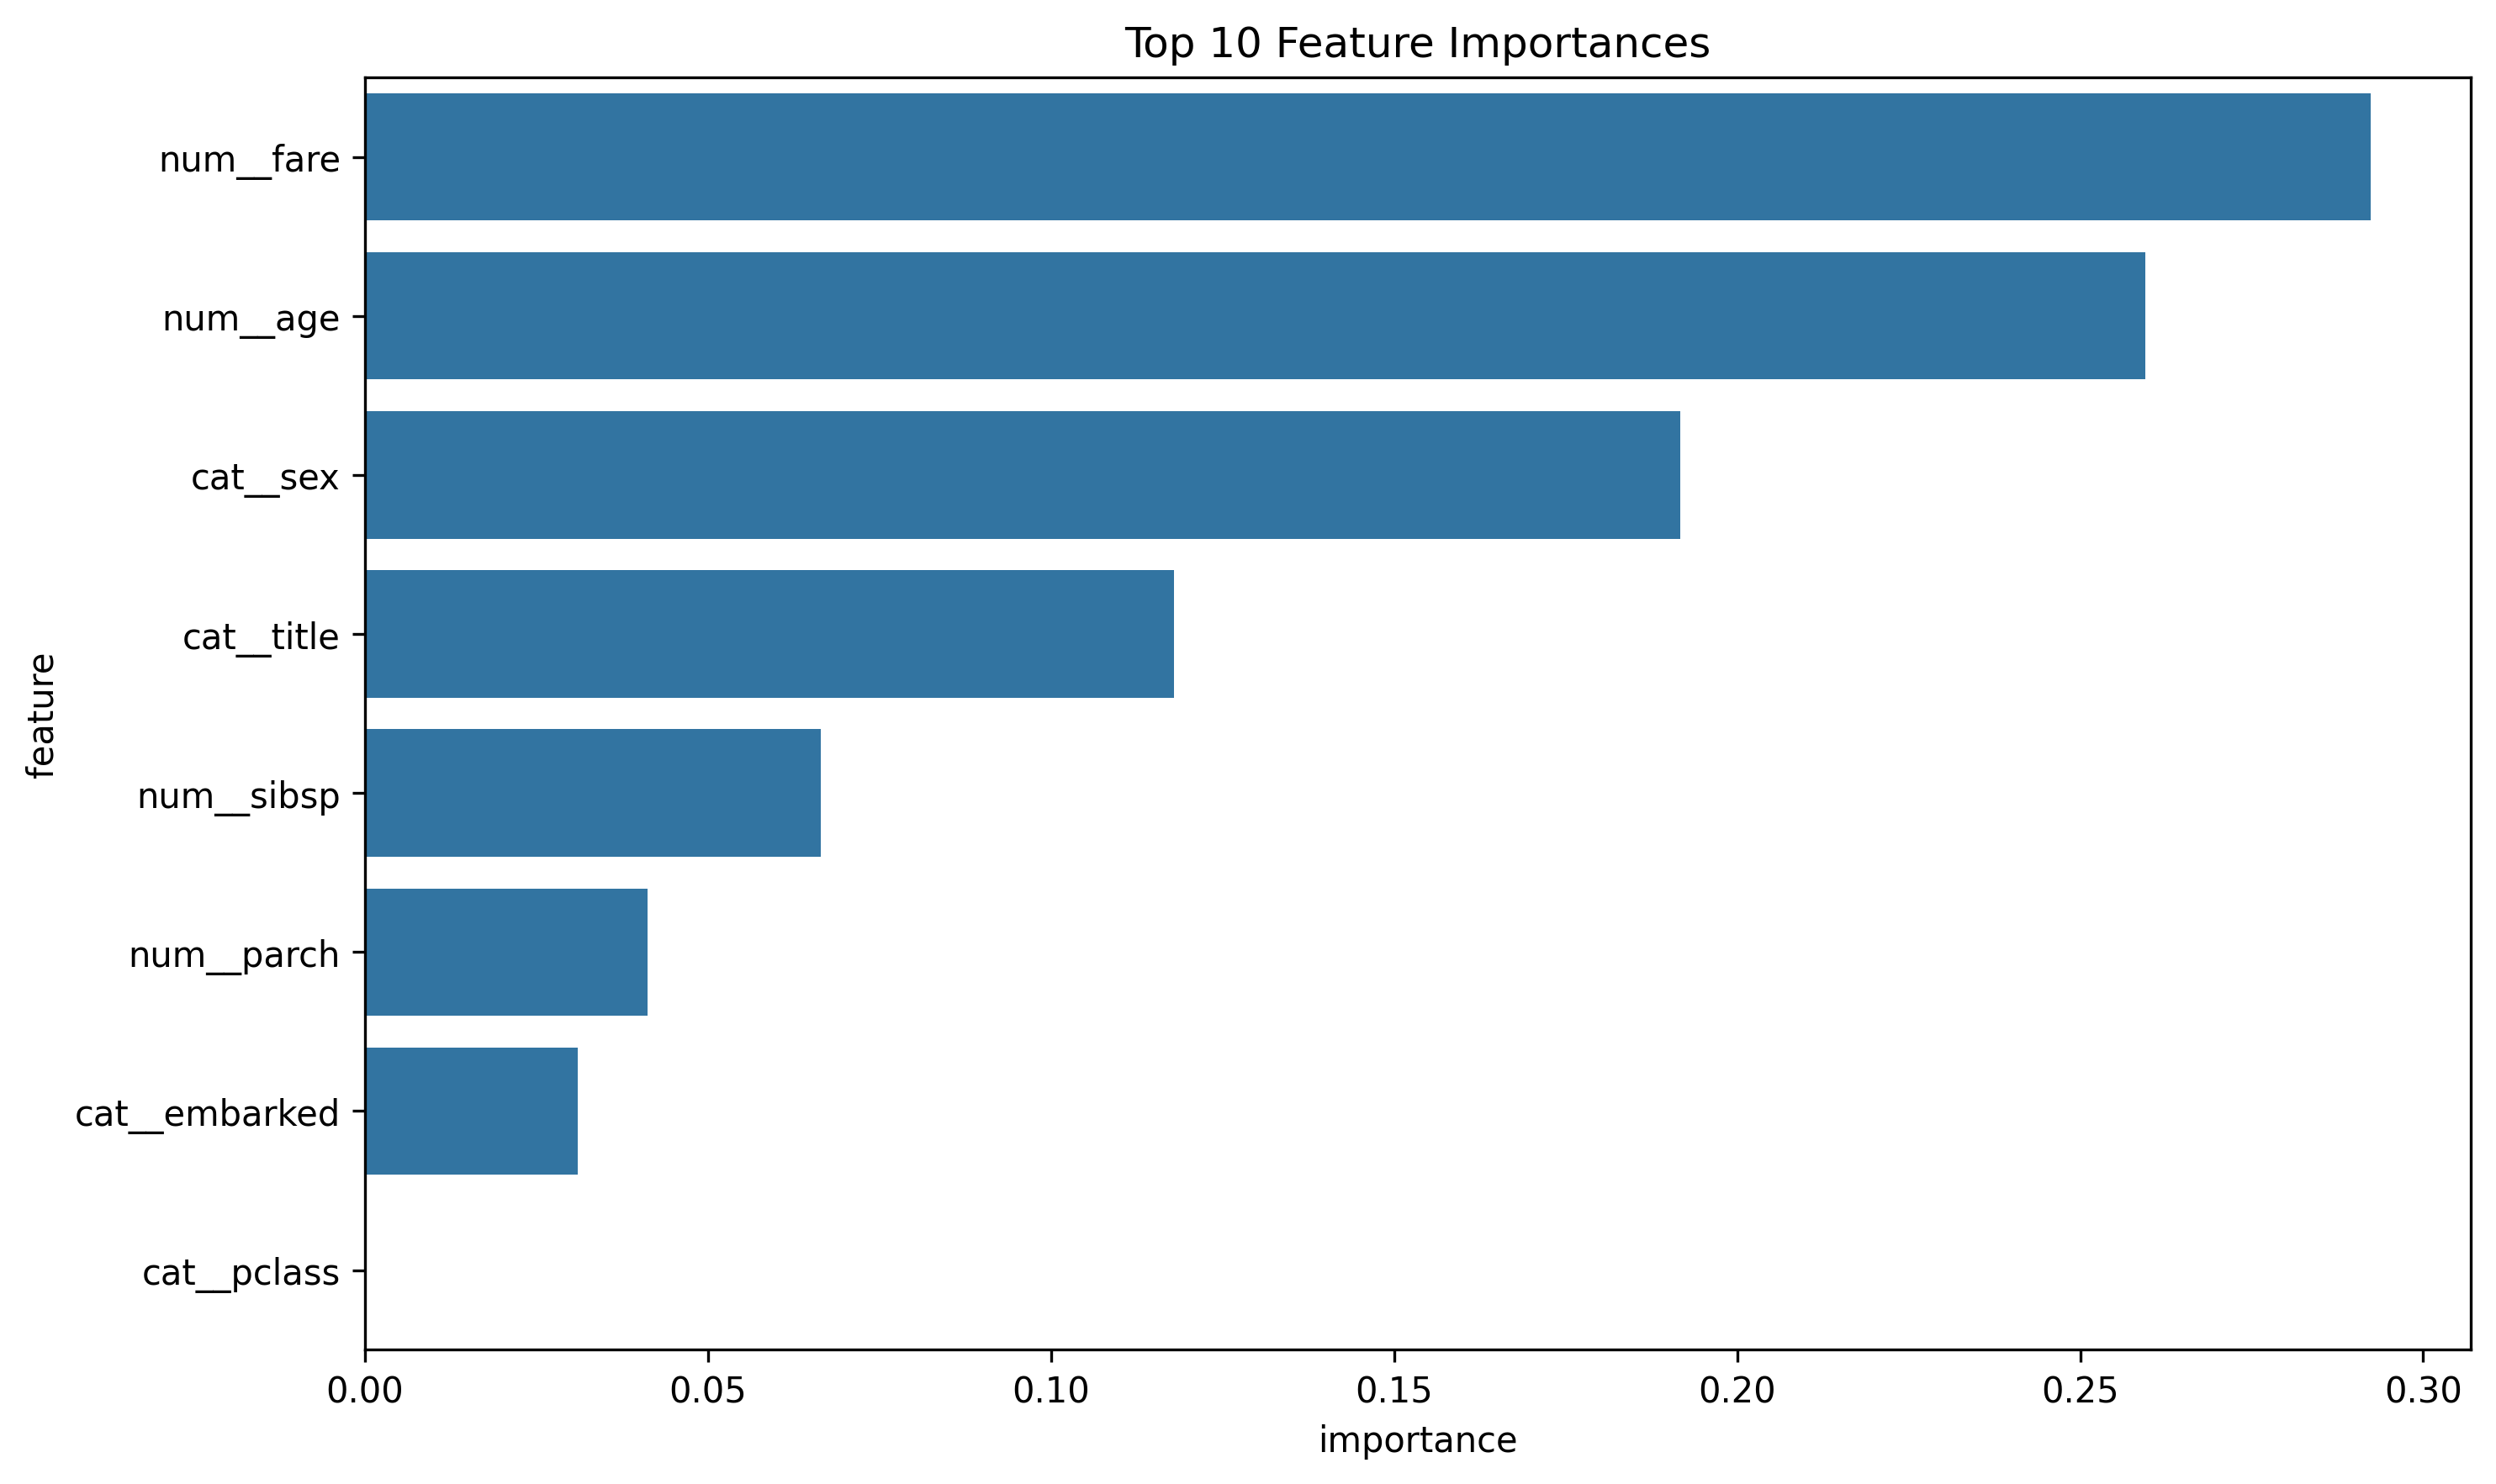 Top 10 Feature Importances
num__fare
num__age
cat__sex
cat__title
num__sibsp
num__parch
cat__embarked
cat__pclass
feature
0.00 0.05 0.10 0.15 0.20 0.25 0.30
importance